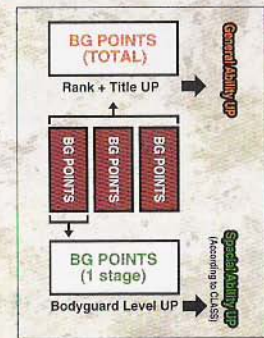 BG POINTS
(TOTAL)
Rank + Title UP
General Ability UP
BG POINTS
BG POINTS
BG POINTS
BG POINTS
(1 stage)
Bodyguard Level UP
Special Ability UP
(According to CLASS)